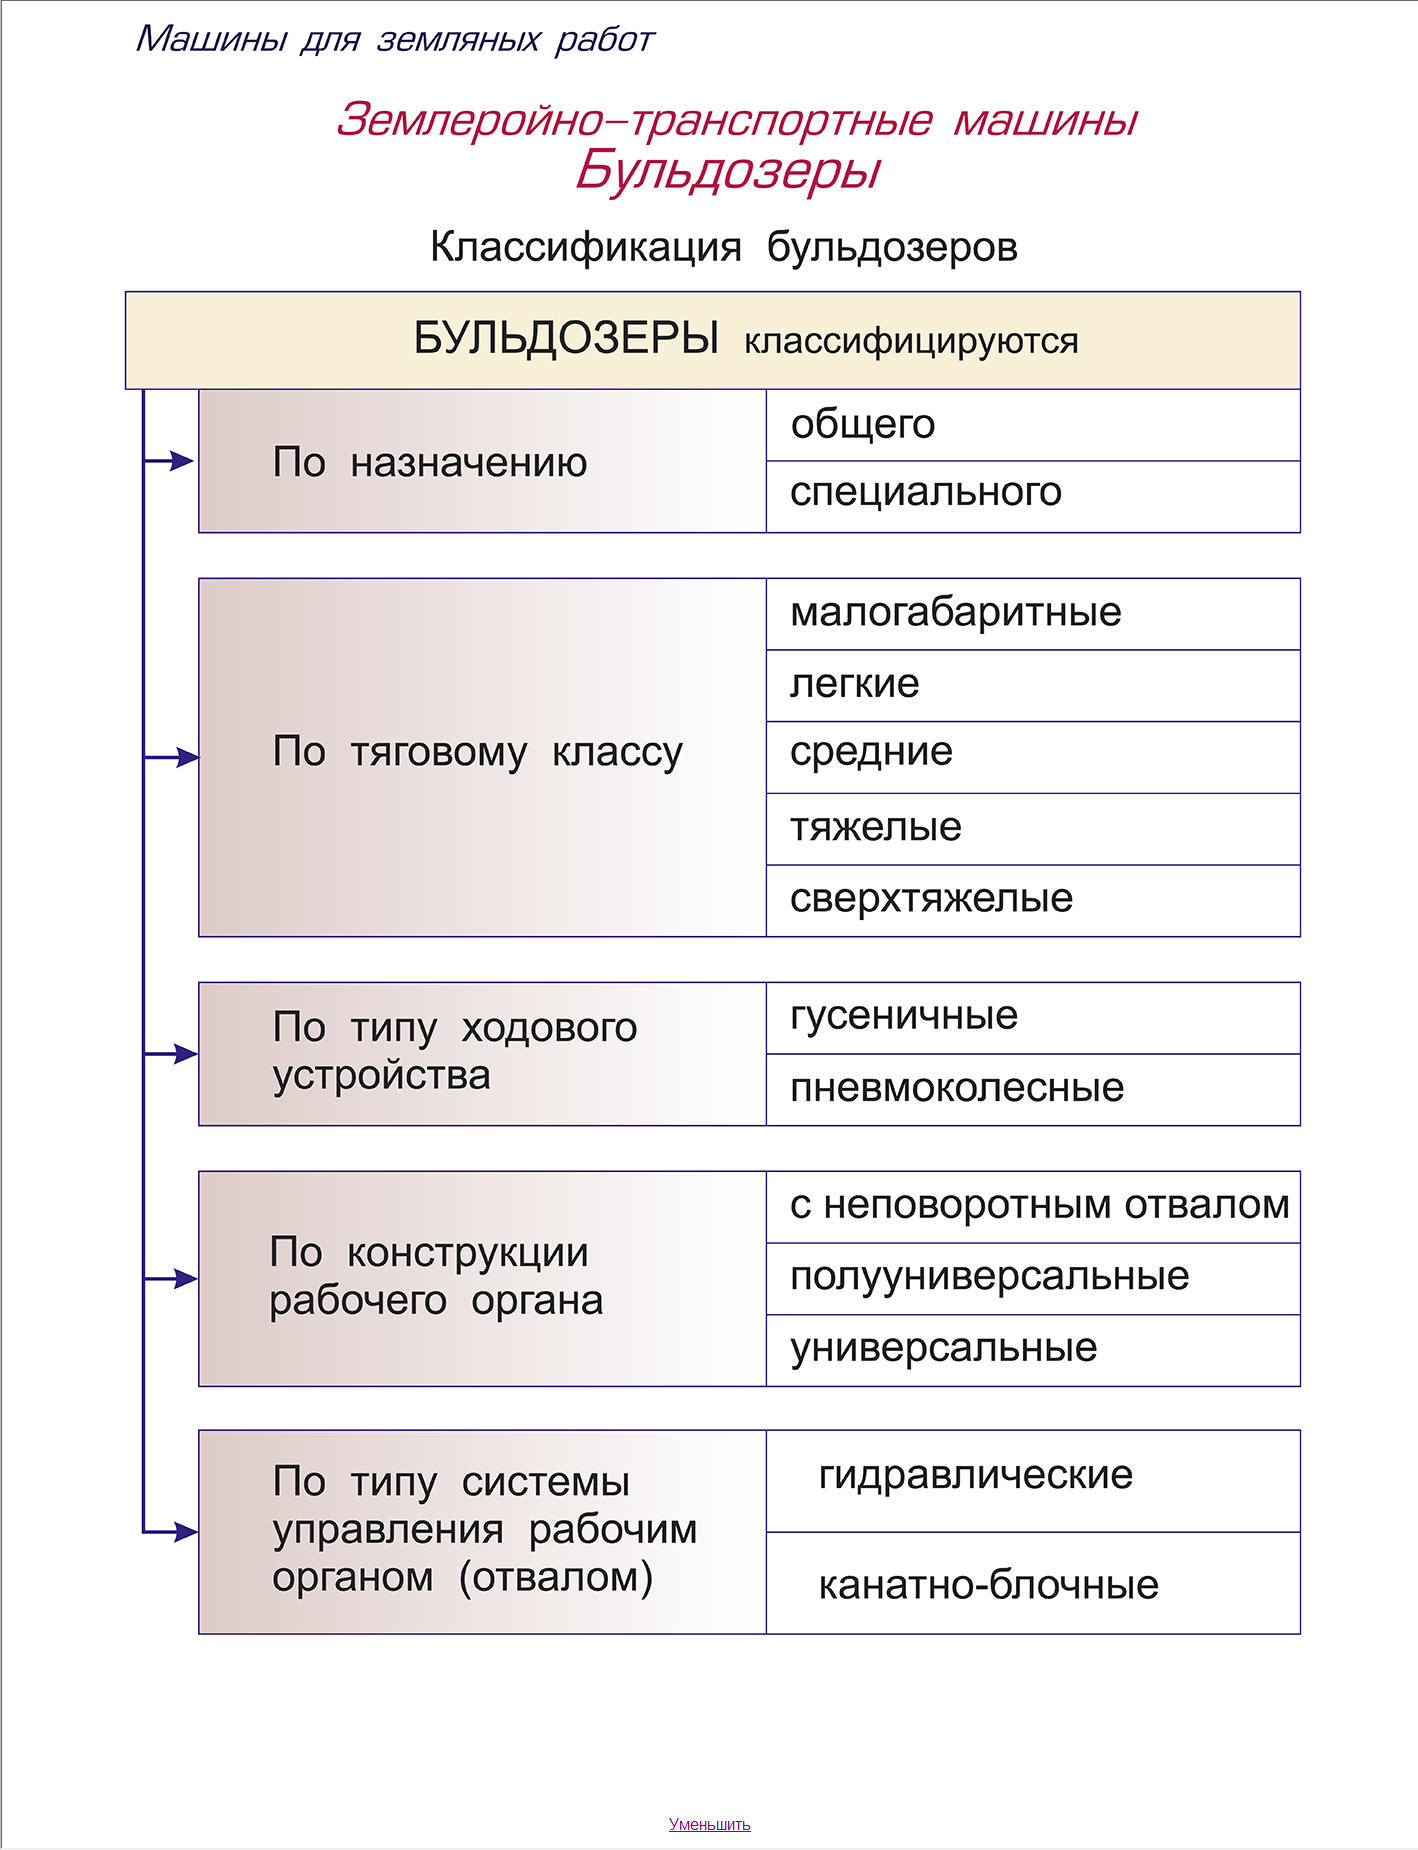 Машины для земляных работ
Землеройно-транспортные машины
Бульдозеры
Классификация бульдозеров
БУЛЬДОЗЕРЫ классифицируются
По назначению
общего
специального
По тяговому классу
малогабаритные
легкие
средние
тяжелые
сверхтяжелые
По типу ходового
устройства
гусеничные
пневмоколесные
По конструкции
рабочего органа
с неповоротным отвалом
полууниверсальные
универсальные
По типу системы
управления рабочим
органом (отвалом)
гидравлические
канатно-блочные
Уменьшить